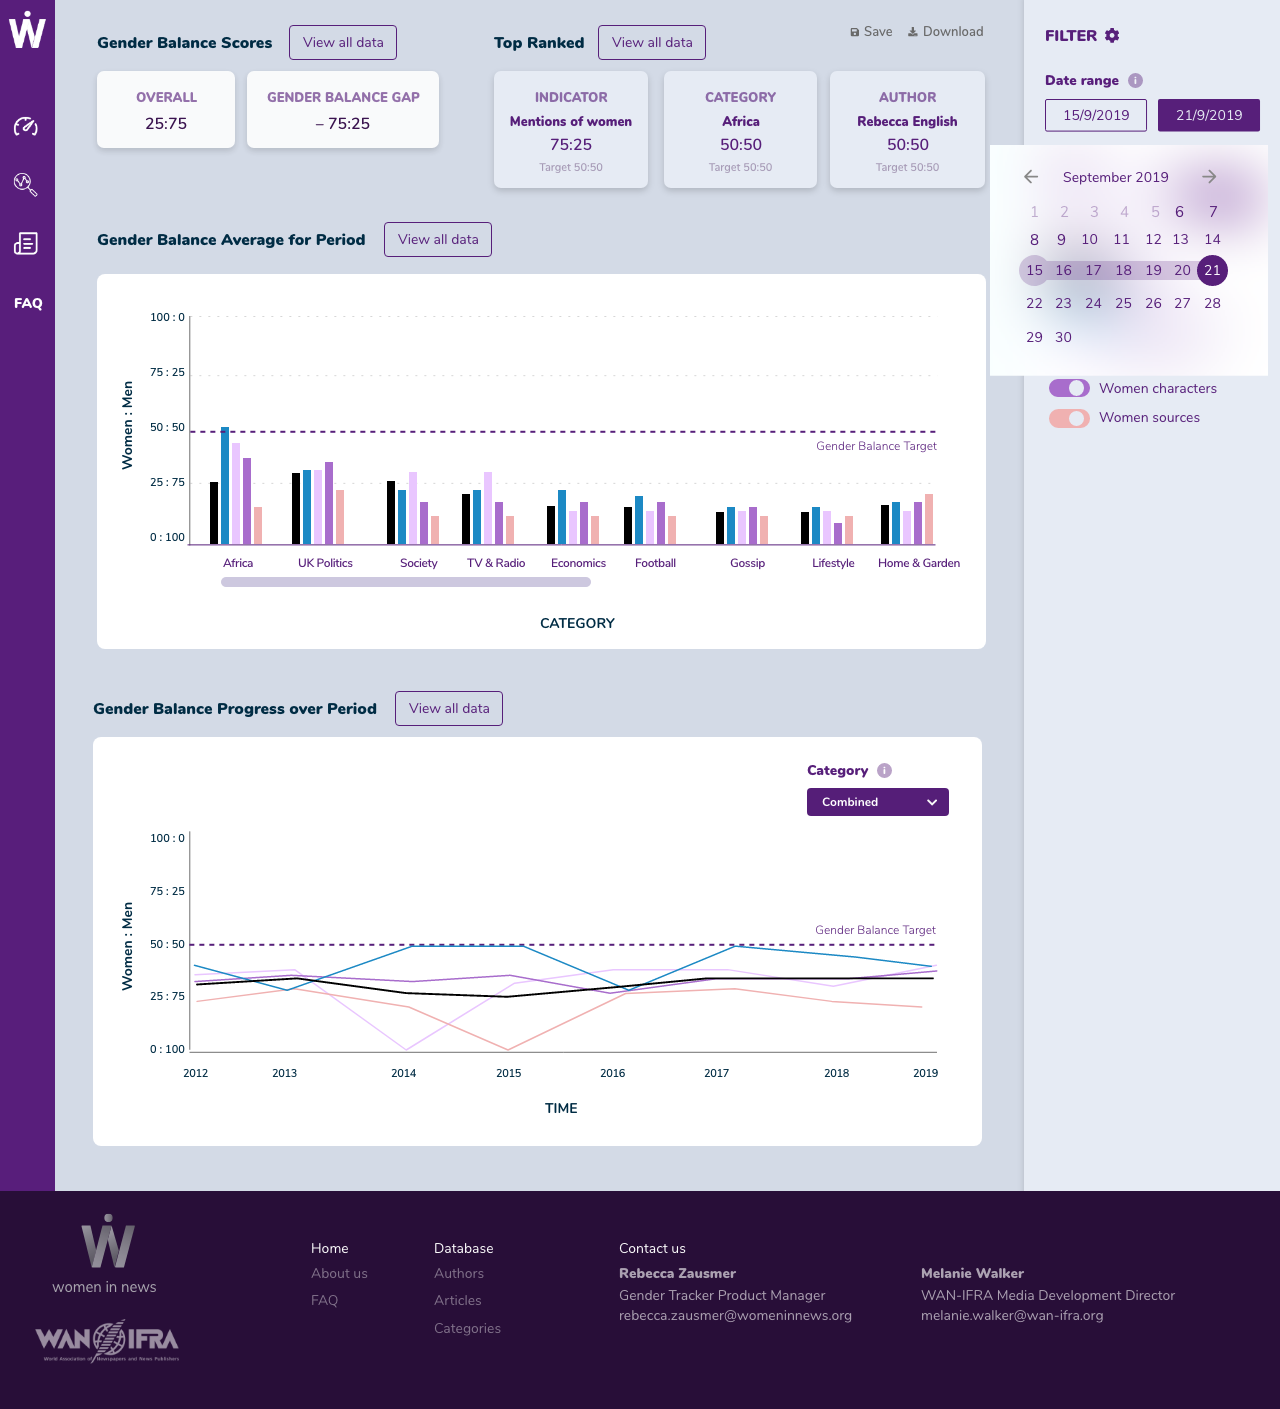 W
FAQ
Gender Balance Scores
View all data
OVERALL
25:75
GENDER BALANCE GAP
– 75:25
Top Ranked
View all data
Save
Download
INDICATOR
Mentions of women
75:25
Target 50:50
CATEGORY
Africa
50:50
Target 50:50
AUTHOR
Rebecca English
50:50
Target 50:50
FILTER
Date range
15/9/2019
21/9/2019
September 2019
1 2 3 4 5 6 7
8 9 10 11 12 13 14
15 16 17 18 19 20 21
22 23 24 25 26 27 28
29 30
Women characters
Women sources
Gender Balance Average for Period
View all data
Women : Men
100 : 0
75 : 25
50 : 50
25 : 75
0 : 100
Gender Balance Target
Africa
UK Politics
Society
TV & Radio
Economics
Football
Gossip
Lifestyle
Home & Garden
CATEGORY
Gender Balance Progress over Period
View all data
Category
Combined
Women : Men
100 : 0
75 : 25
50 : 50
25 : 75
0 : 100
Gender Balance Target
2012
2013
2014
2015
2016
2017
2018
2019
TIME
W
women in news
WAN IFRA
World Association of Newspapers and News Publishers
Home
About us
FAQ
Database
Authors
Articles
Categories
Contact us
Rebecca Zausmer
Gender Tracker Product Manager
rebecca.zausmer@womeninnews.org
Melanie Walker
WAN-IFRA Media Development Director
melanie.walker@wan-ifra.org